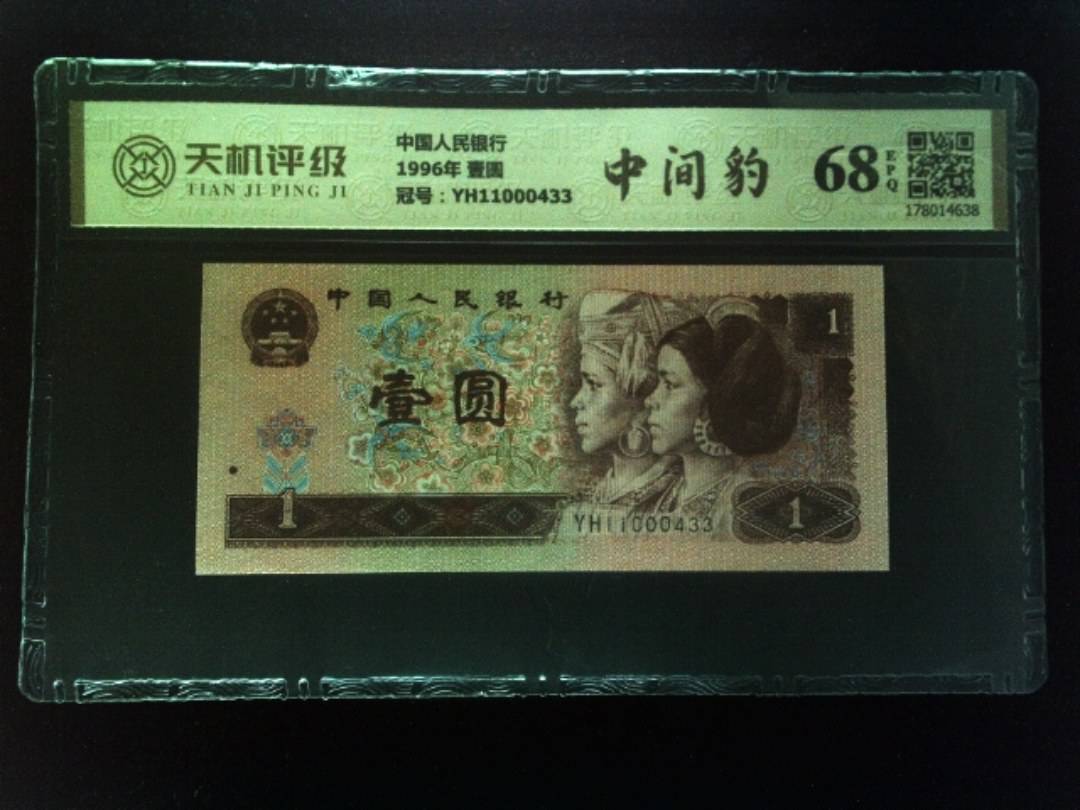 天机评级
TIAN JI PING JI
中国人民银行
1996年 壹圆
冠号：YH11000433
中间豹
68
EPQ
178014638
中国人民银行
1
壹圆
1
YH11000433
1